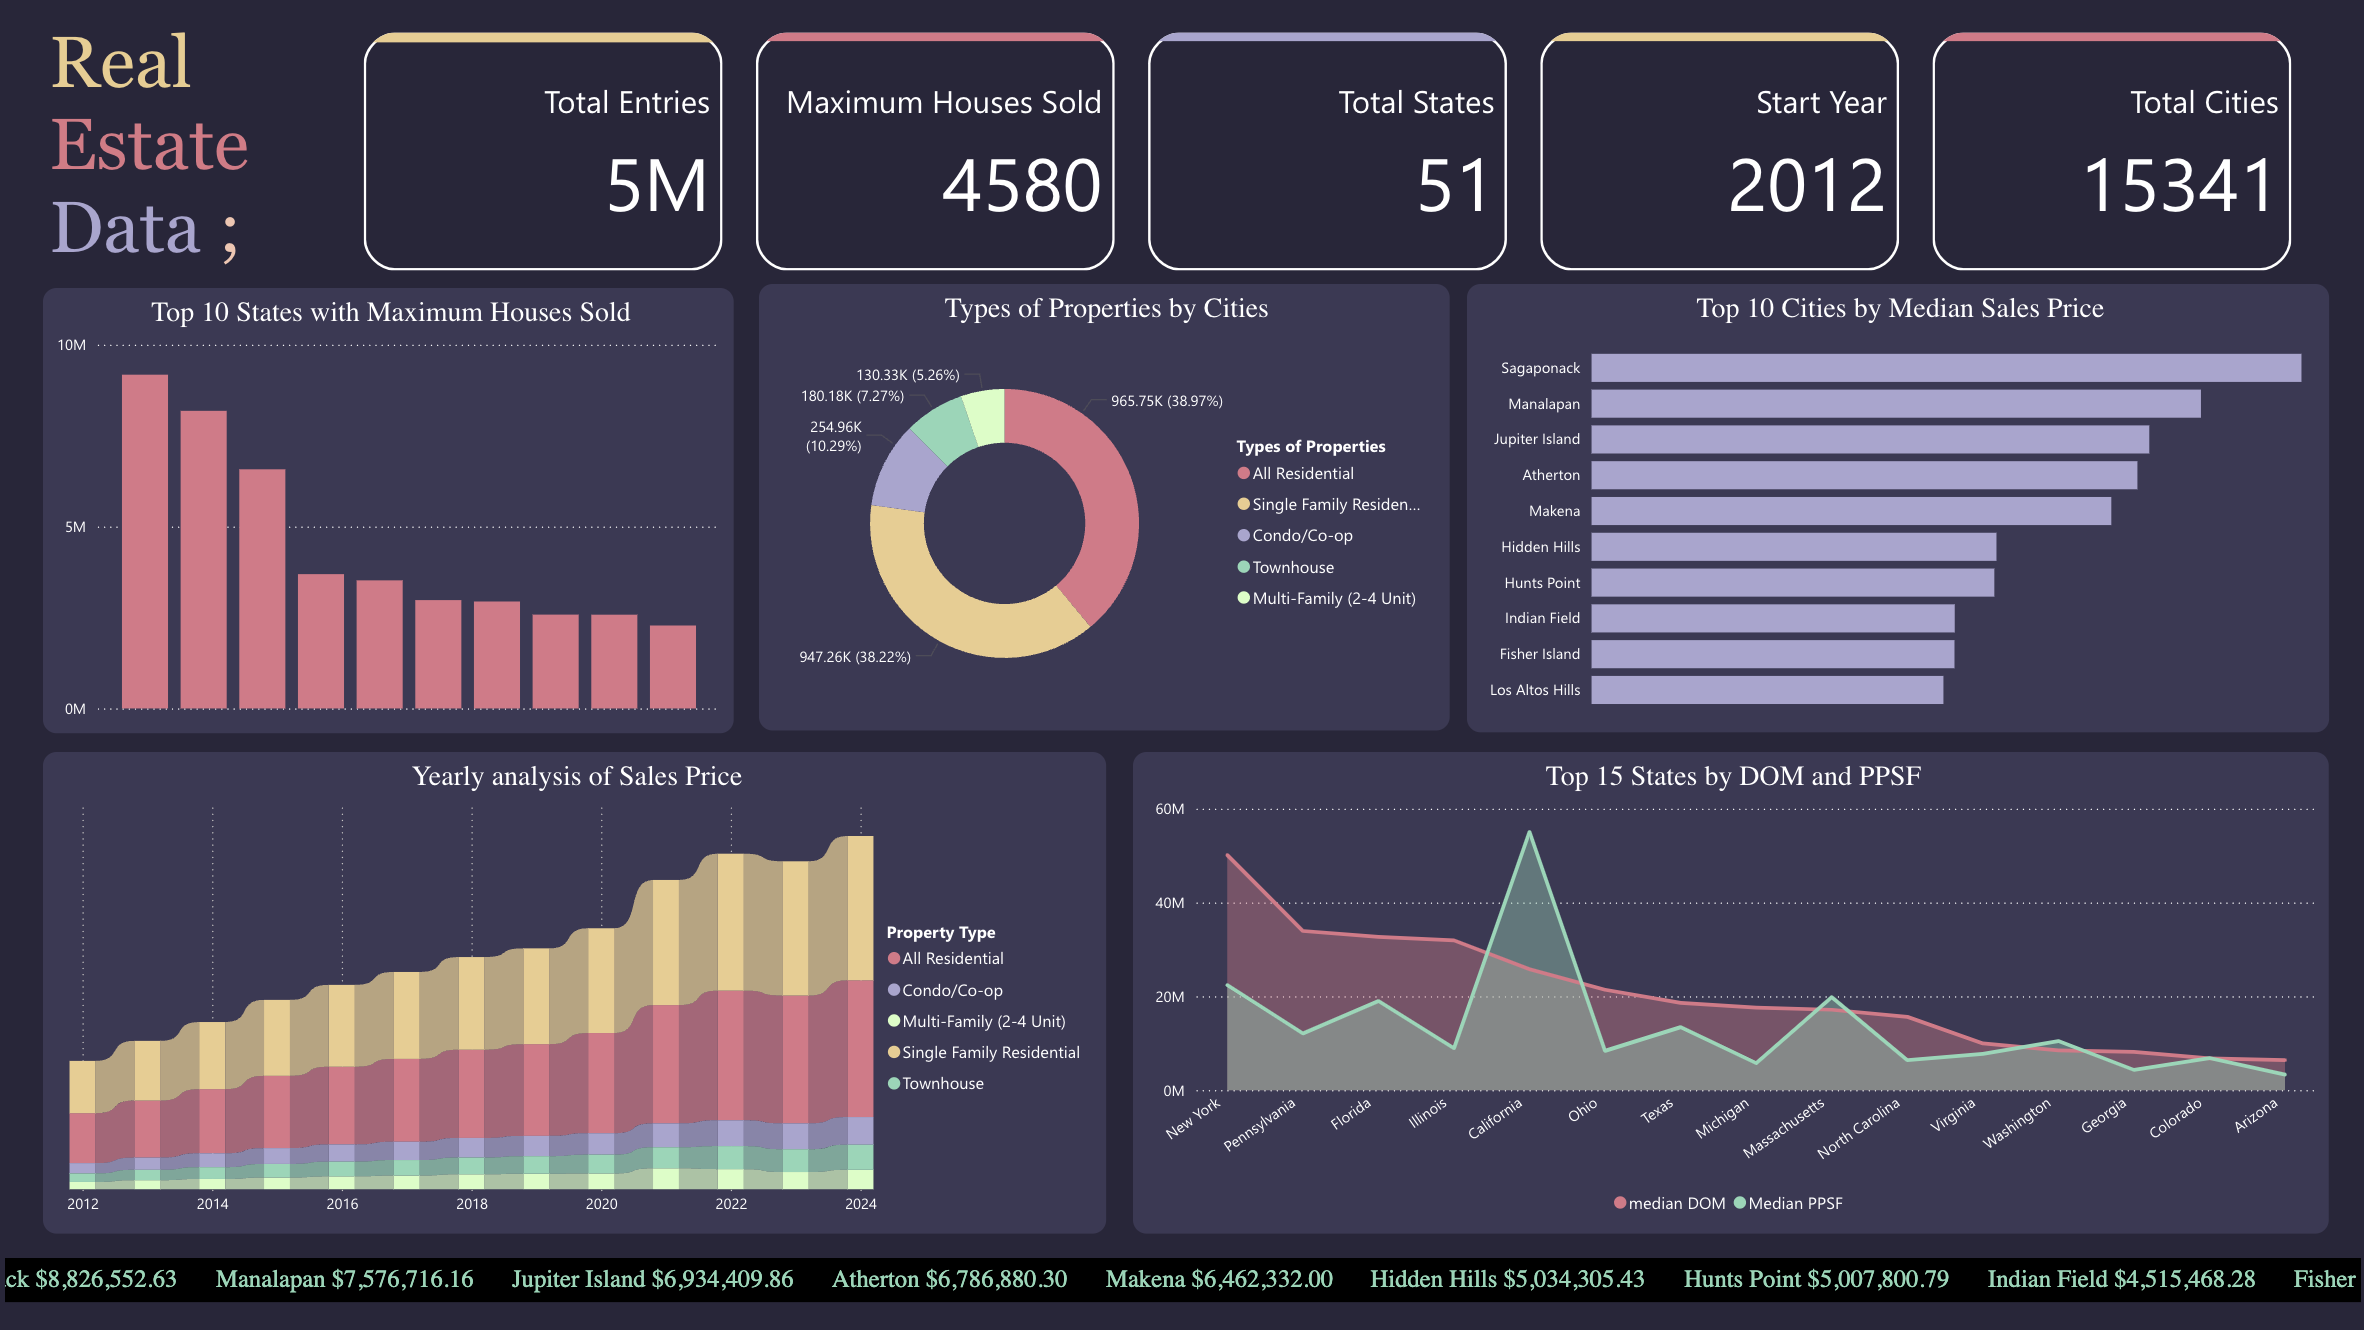 Real
Estate
Data ;
Total Entries
5M
Maximum Houses Sold
4580
Total States
51
Start Year
2012
Total Cities
15341
Top 10 States with Maximum Houses Sold
10M
5M
0M
Types of Properties by Cities
130.33K (5.26%)
180.18K (7.27%)
254.96K
(10.29%)
965.75K (38.97%)
947.26K (38.22%)
Types of Properties
All Residential
Single Family Residen...
Condo/Co-op
Townhouse
Multi-Family (2-4 Unit)
Top 10 Cities by Median Sales Price
Sagaponack
Manalapan
Jupiter Island
Atherton
Makena
Hidden Hills
Hunts Point
Indian Field
Fisher Island
Los Altos Hills
Yearly analysis of Sales Price
2012 2014 2016 2018 2020 2022 2024
Property Type
All Residential
Condo/Co-op
Multi-Family (2-4 Unit)
Single Family Residential
Townhouse
Top 15 States by DOM and PPSF
60M
40M
20M
0M
New York
Pennsylvania
Florida
Illinois
California
Ohio
Texas
Michigan
Massachusetts
North Carolina
Virginia
Washington
Georgia
Colorado
Arizona
median DOM Median PPSF
ck $8,826,552.63 Manalapan $7,576,716.16 Jupiter Island $6,934,409.86 Atherton $6,786,880.30 Makena $6,462,332.00 Hidden Hills $5,034,305.43 Hunts Point $5,007,800.79 Indian Field $4,515,468.28 Fisher